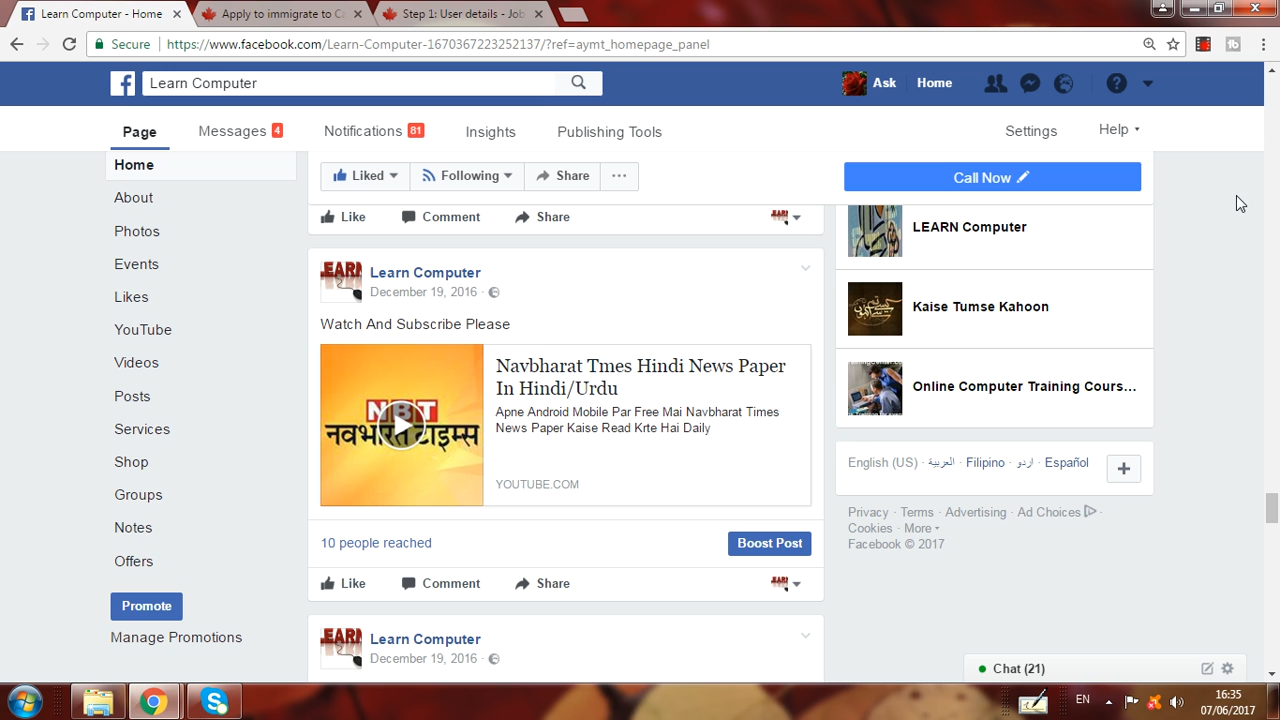 Learn Computer - Home
Apply to immigrate to Ca
Step 1: User details - Job
Secure
https://www.facebook.com/Learn-Computer-1670367223252137/?ref=aymt_homepage_panel
Learn Computer
Ask
Home
Page
Messages 4
Notifications 81
Insights
Publishing Tools
Settings
Help
Home
About
Photos
Events
Likes
YouTube
Videos
Posts
Services
Shop
Groups
Notes
Offers
Promote
Manage Promotions
Liked
Following
Share
Call Now
Like
Comment
Share
Learn Computer
December 19, 2016
Watch And Subscribe Please
NBT
नवभारत टाइम्स
Navbharat Tmes Hindi News Paper
In Hindi/Urdu
Apne Android Mobile Par Free Mai Navbharat Times
News Paper Kaise Read Krte Hai Daily
YOUTUBE.COM
10 people reached
Boost Post
Like
Comment
Share
Learn Computer
December 19, 2016
LEARN Computer
Kaise Tumse Kahoon
Online Computer Training Cours...
English (US) · العربية · Filipino · اردو · Español
Privacy · Terms · Advertising · Ad Choices ·
Cookies · More
Facebook © 2017
Chat (21)
EN
16:35
07/06/2017